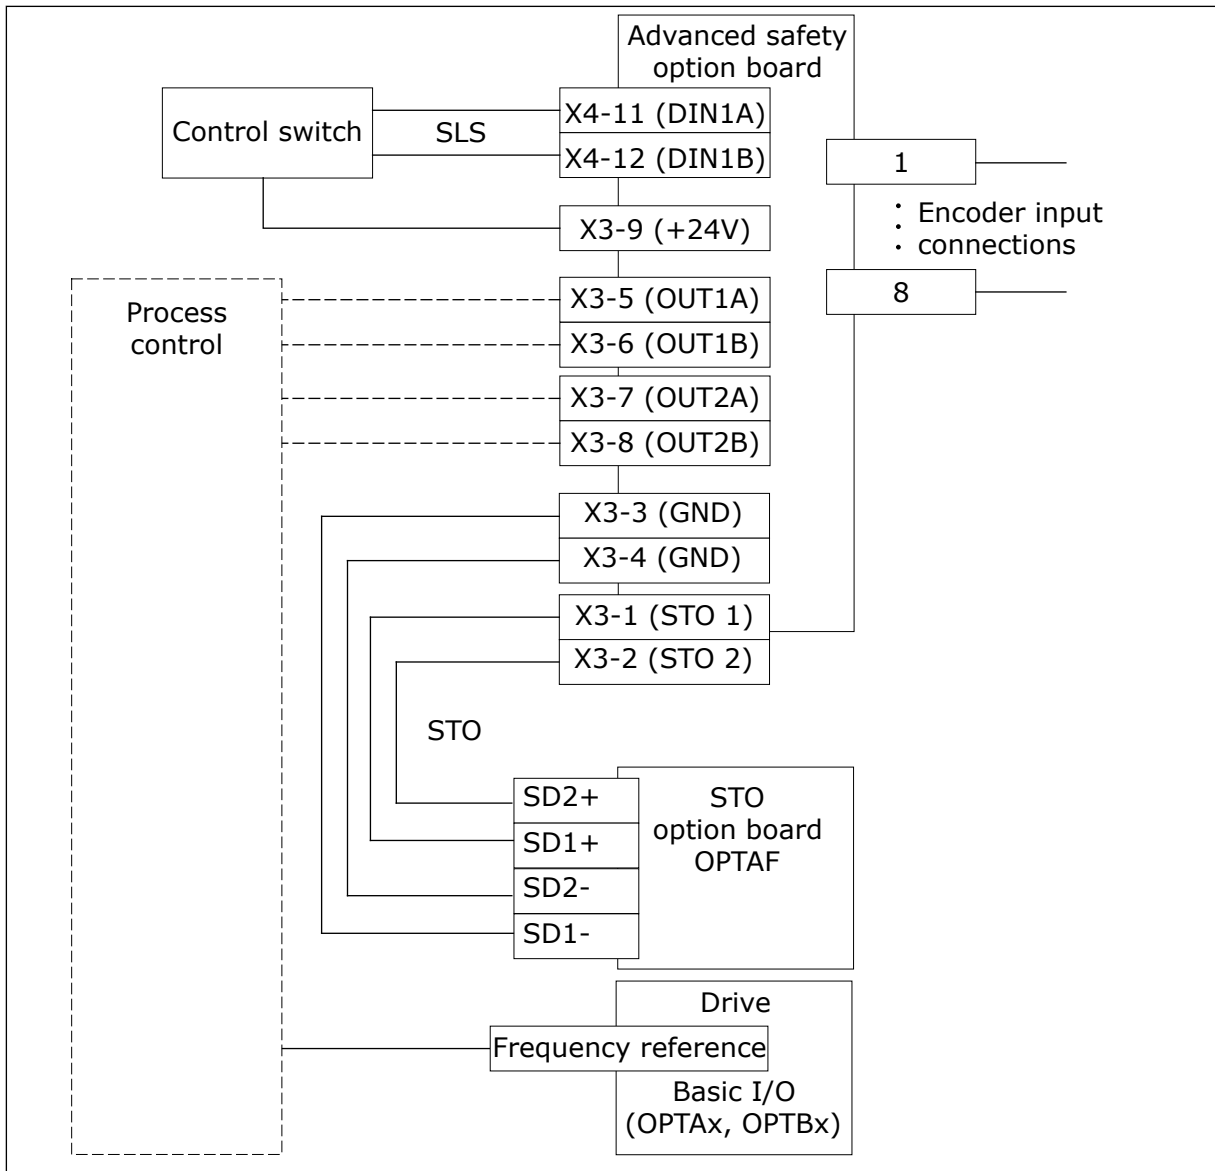 Advanced safety
option board
Control switch
SLS
X4-11 (DIN1A)
X4-12 (DIN1B)
1
X3-9 (+24V)
Encoder input
connections
8
Process
control
X3-5 (OUT1A)
X3-6 (OUT1B)
X3-7 (OUT2A)
X3-8 (OUT2B)
X3-3 (GND)
X3-4 (GND)
X3-1 (STO 1)
X3-2 (STO 2)
STO
SD2+
SD1+
SD2-
SD1-
STO
option board
OPTAF
Drive
Frequency reference
Basic I/O
(OPTAx, OPTBx)